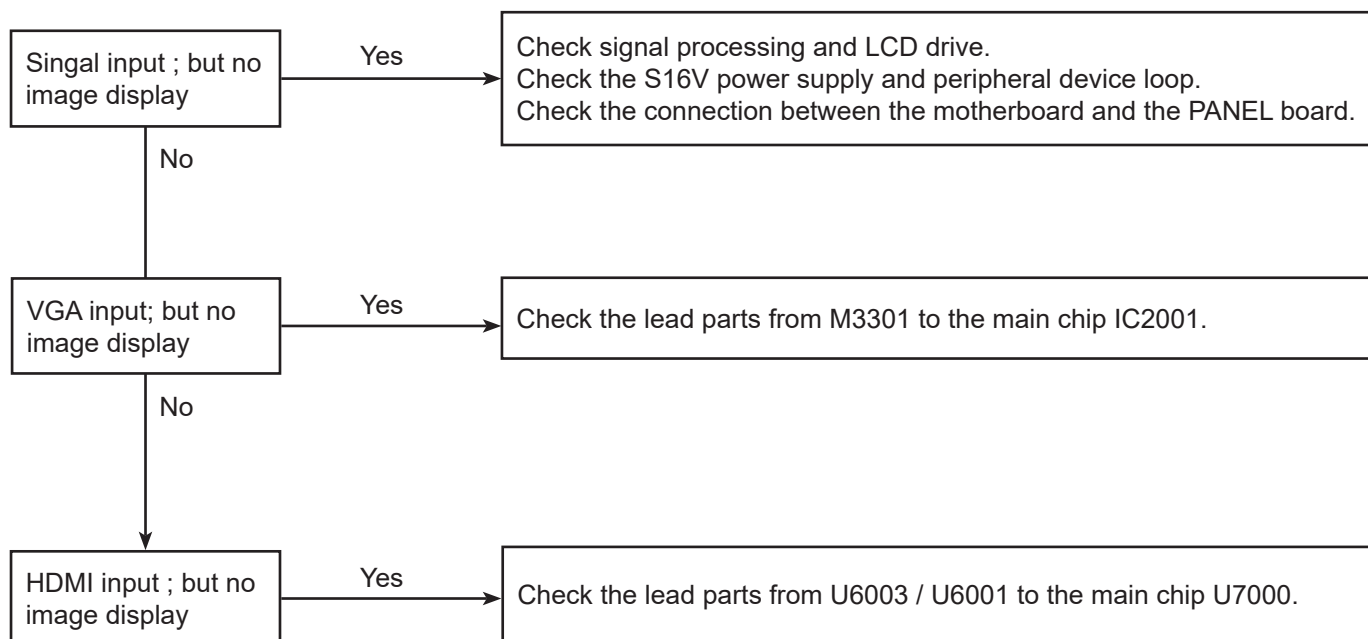 Singal input ; but no
image display
Yes
Check signal processing and LCD drive.
Check the S16V power supply and peripheral device loop.
Check the connection between the motherboard and the PANEL board.
No
VGA input; but no
image display
Yes
Check the lead parts from M3301 to the main chip IC2001.
No
HDMI input ; but no
image display
Yes
Check the lead parts from U6003 / U6001 to the main chip U7000.